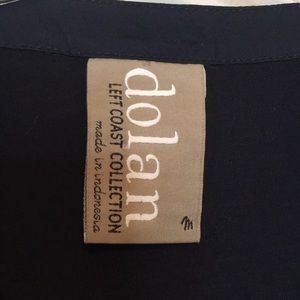 dolan
LEFT COAST COLLECTION
made in indonesia
m